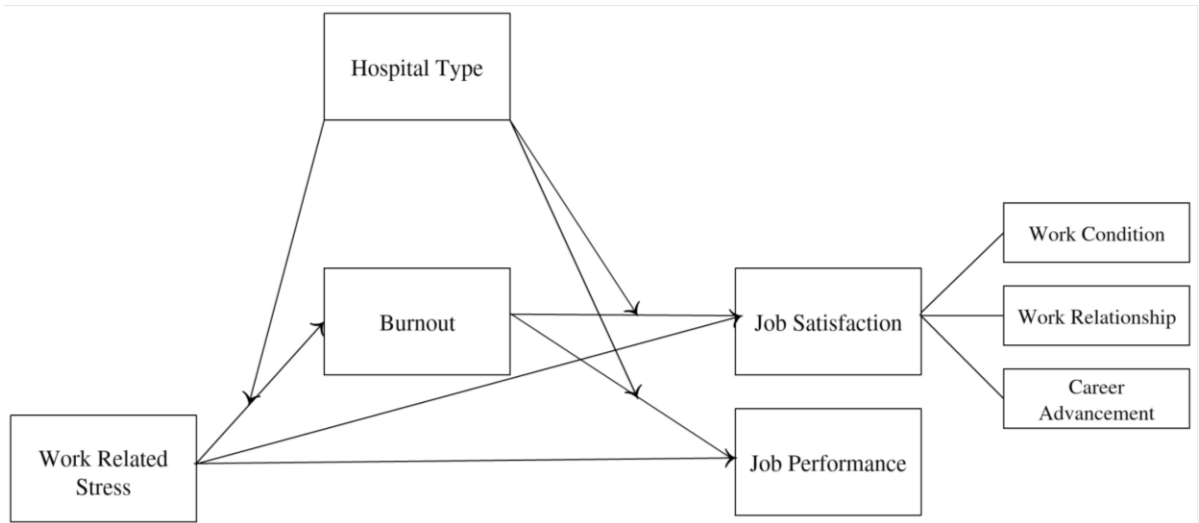 Hospital Type
Work Condition
Burnout
Job Satisfaction
Work Relationship
Career
Advancement
Work Related
Stress
Job Performance